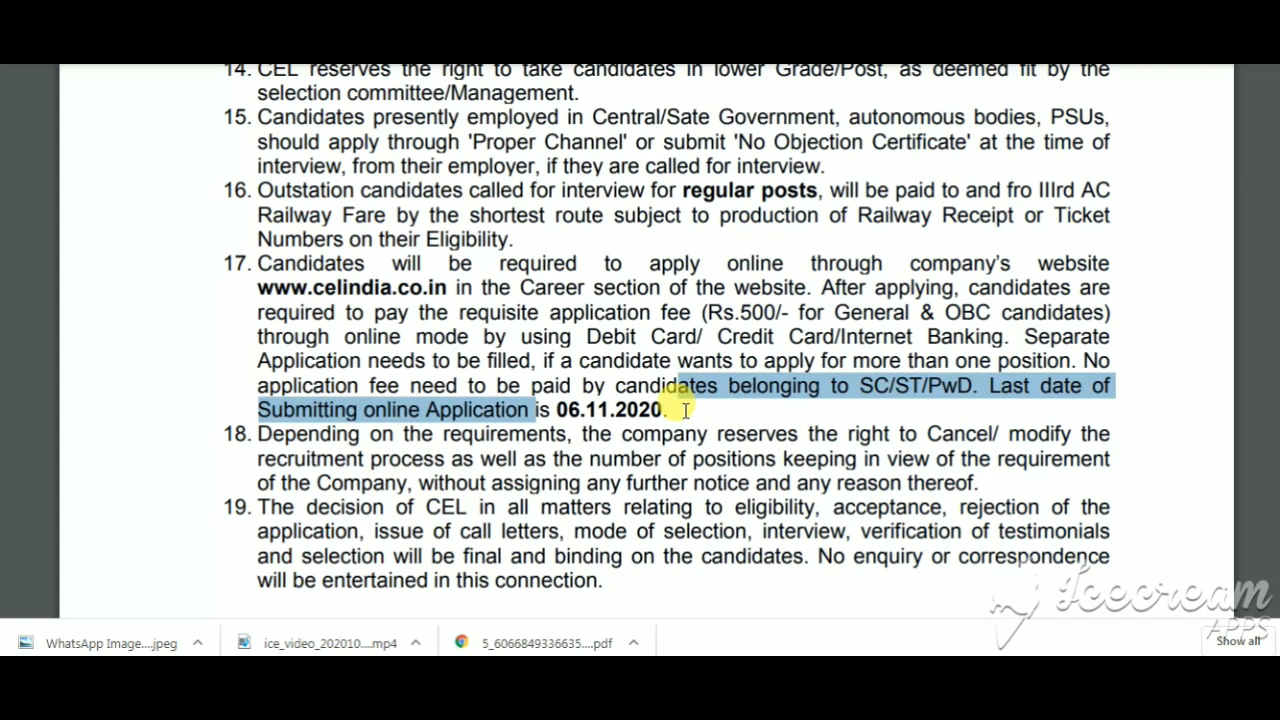 14. CEL reserves the right to take candidates in lower Grade/Post, as deemed fit by the
selection committee/Management.
15. Candidates presently employed in Central/Sate Government, autonomous bodies, PSUs,
should apply through 'Proper Channel' or submit 'No Objection Certificate' at the time of
interview, from their employer, if they are called for interview.
16. Outstation candidates called for interview for regular posts, will be paid to and fro IIIrd AC
Railway Fare by the shortest route subject to production of Railway Receipt or Ticket
Numbers on their Eligibility.
17. Candidates will be required to apply online through company's website
www.celindia.co.in in the Career section of the website. After applying, candidates are
required to pay the requisite application fee (Rs.500/- for General & OBC candidates)
through online mode by using Debit Card/ Credit Card/Internet Banking. Separate
Application needs to be filled, if a candidate wants to apply for more than one position. No
application fee need to be paid by candidates belonging to SC/ST/PwD. Last date of
Submitting online Application is 06.11.2020.
18. Depending on the requirements, the company reserves the right to Cancel/ modify the
recruitment process as well as the number of positions keeping in view of the requirement
of the Company, without assigning any further notice and any reason thereof.
19. The decision of CEL in all matters relating to eligibility, acceptance, rejection of the
application, issue of call letters, mode of selection, interview, verification of testimonials
and selection will be final and binding on the candidates. No enquiry or correspondence
will be entertained in this connection.
Icecream
APPS
WhatsApp Image....jpeg
ice_video_202010....mp4
5_6066849336635....pdf
Show all